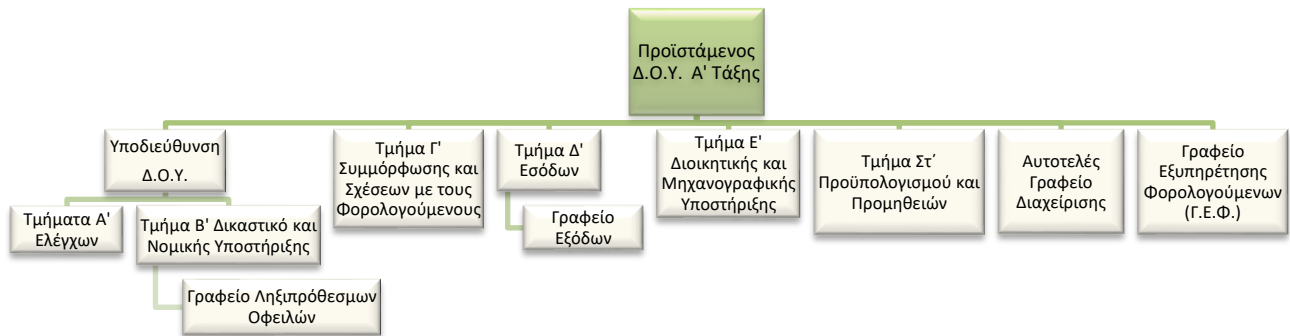 Προϊστάμενος
Δ.Ο.Υ. Α' Τάξης
Υποδιεύθυνση
Δ.Ο.Υ.
Τμήματα Α'
Ελέγχων
Τμήμα Β' Δικαστικό και
Νομικής Υποστήριξης
Γραφείο Ληξιπρόθεσμων
Οφειλών
Τμήμα Γ'
Συμμόρφωσης και
Σχέσεων με τους
Φορολογούμενους
Τμήμα Δ'
Εσόδων
Γραφείο
Εξόδων
Τμήμα Ε'
Διοικητικής και
Μηχανογραφικής
Υποστήριξης
Τμήμα Στ΄
Προϋπολογισμού και
Προμηθειών
Αυτοτελές
Γραφείο
Διαχείρισης
Γραφείο
Εξυπηρέτησης
Φορολογούμενων
(Γ.Ε.Φ.)